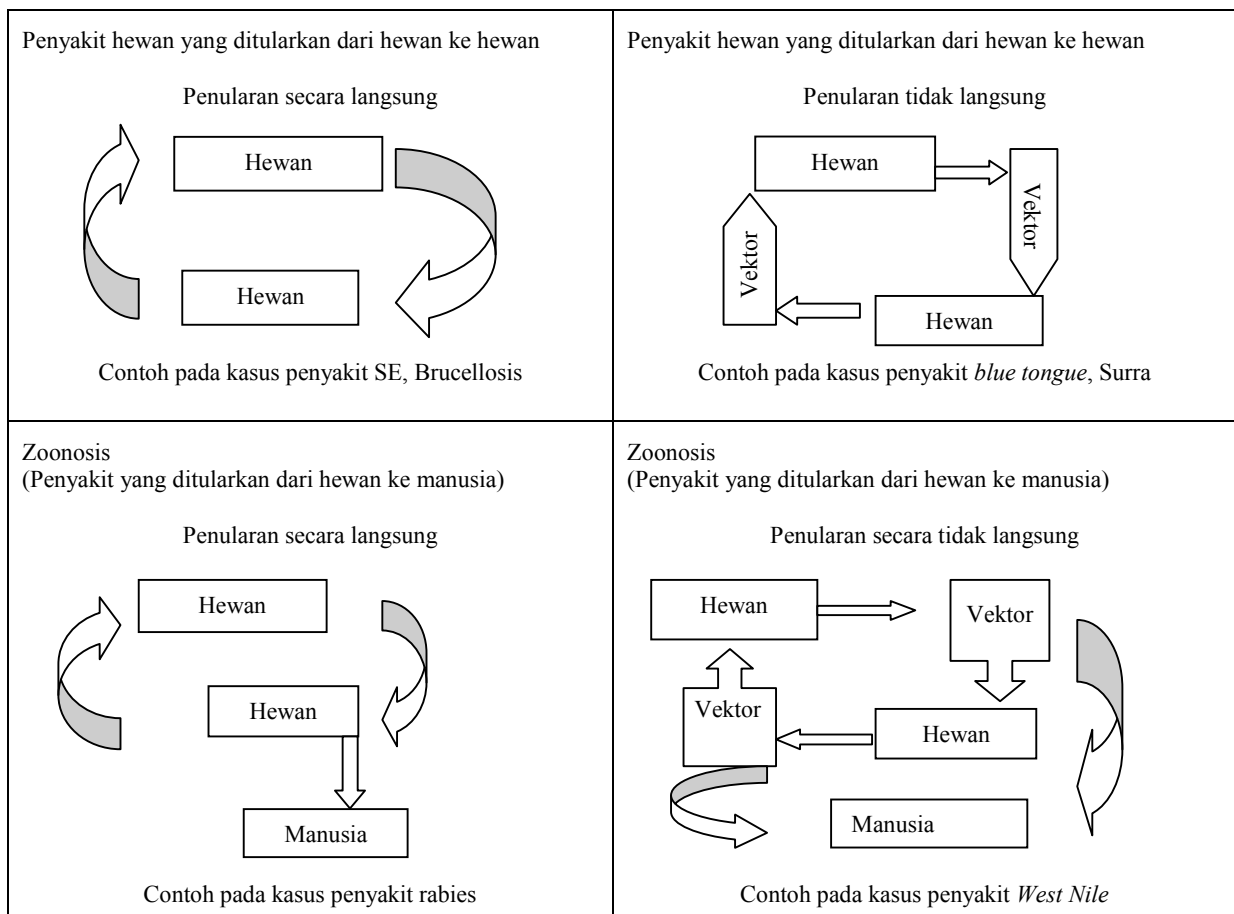 Penyakit hewan yang ditularkan dari hewan ke hewan
Penularan secara langsung
Hewan
Hewan
Contoh pada kasus penyakit SE, Brucellosis
Penyakit hewan yang ditularkan dari hewan ke hewan
Penularan tidak langsung
Hewan
Vektor
Vektor
Hewan
Contoh pada kasus penyakit blue tongue, Surra
Zoonosis
(Penyakit yang ditularkan dari hewan ke manusia)
Penularan secara langsung
Hewan
Hewan
Manusia
Contoh pada kasus penyakit rabies
Zoonosis
(Penyakit yang ditularkan dari hewan ke manusia)
Penularan secara tidak langsung
Hewan
Vektor
Vektor
Hewan
Manusia
Contoh pada kasus penyakit West Nile